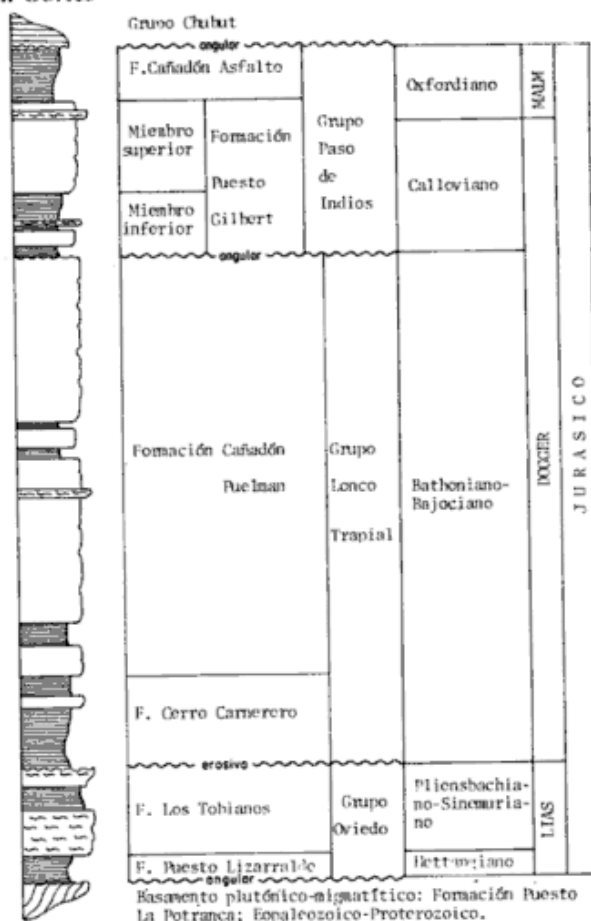 Grupo Chubut
angular
F.Cañadón Asfalto
Oxfordiano
MALM
Miembro superior
Formación Puesto Gilbert
Grupo Paso de Indios
Calloviano
Miembro inferior
angular
Formación Cañadón Puelman
Grupo Lonco Trapial
Bathoniano-Bajociano
DOGGER
JURASICO
F. Cerro Carnerero
erosiva
F. Los Tobianos
Grupo Oviedo
Pliensbachiano-Sinemuriano
LIAS
F. Puesto Lizarralde
Hettangiano
angular
Basamento plutónico-migmatítico: Formación Puesto
La Potranca; Eopaleozoico-Proterozoico.